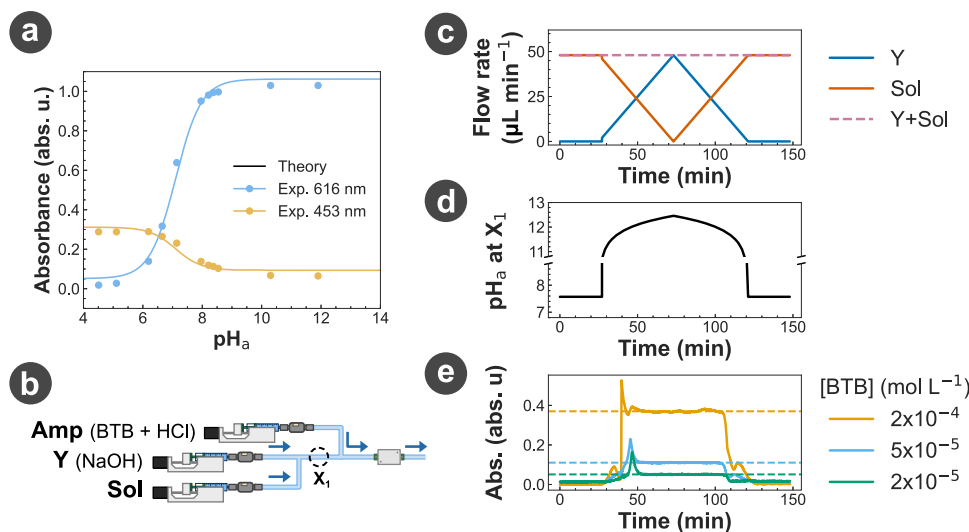 a
Absorbance (abs. u.)
1.0
0.8
0.6
0.4
0.2
0.0
4 6 8 10 12 14
pHa
Theory
Exp. 616 nm
Exp. 453 nm
b
Amp (BTB + HCl)
Y (NaOH)
Sol
X1
c
Flow rate
(µL min−1)
50
25
0
0 50 100 150
Time (min)
Y
Sol
Y+Sol
d
pHa at X1
13
12
11
8
7
0 50 100 150
Time (min)
e
Abs. (abs. u)
0.4
0.2
0.0
0 50 100 150
Time (min)
[BTB] (mol L−1)
2x10−4
5x10−5
2x10−5